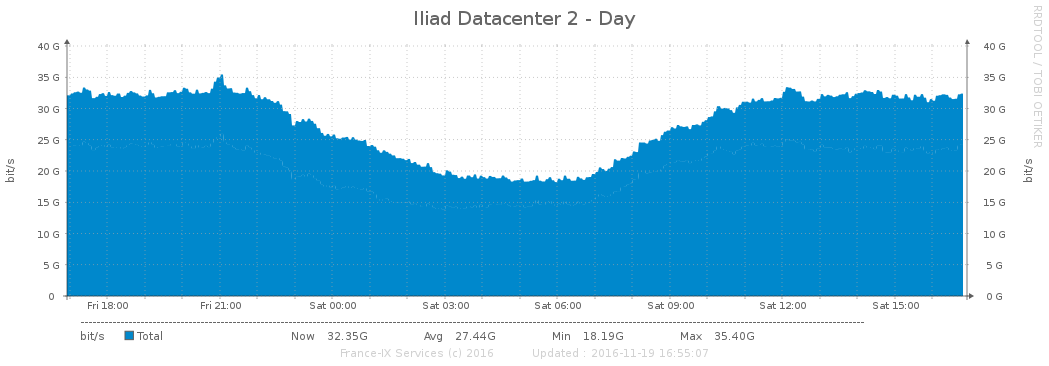 Iliad Datacenter 2 - Day
RRDTOOL / TOBI OETIKER
40 G 40 G
35 G 35 G
30 G 30 G
25 G 25 G
20 G 20 G
15 G 15 G
10 G 10 G
5 G 5 G
0 0 G
bit/s bit/s
Fri 18:00 Fri 21:00 Sat 00:00 Sat 03:00 Sat 06:00 Sat 09:00 Sat 12:00 Sat 15:00
bit/s Total Now 32.35G Avg 27.44G Min 18.19G Max 35.40G
France-IX Services (c) 2016 Updated : 2016-11-19 16:55:07